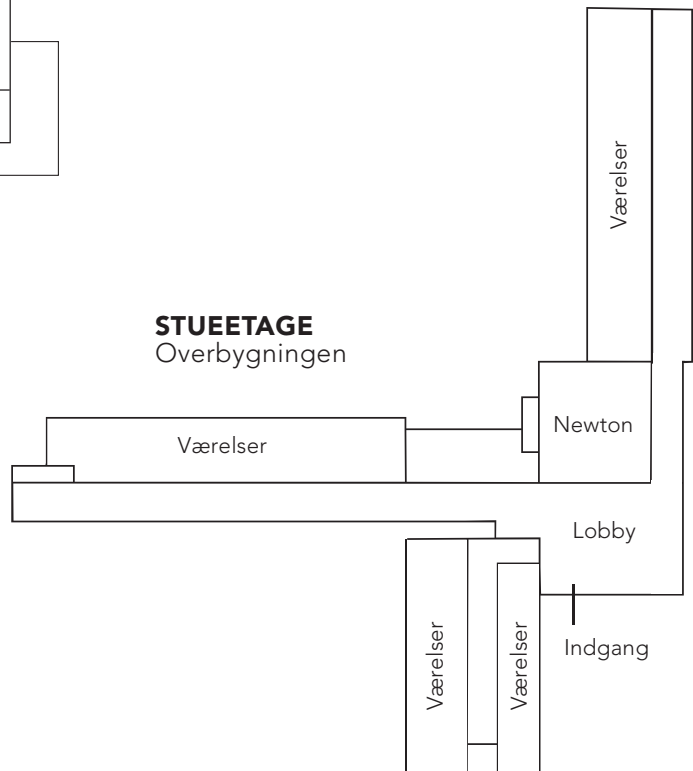 Værelser
STUEETAGE
Overbygningen
Værelser
Newton
Lobby
Værelser
Værelser
Indgang